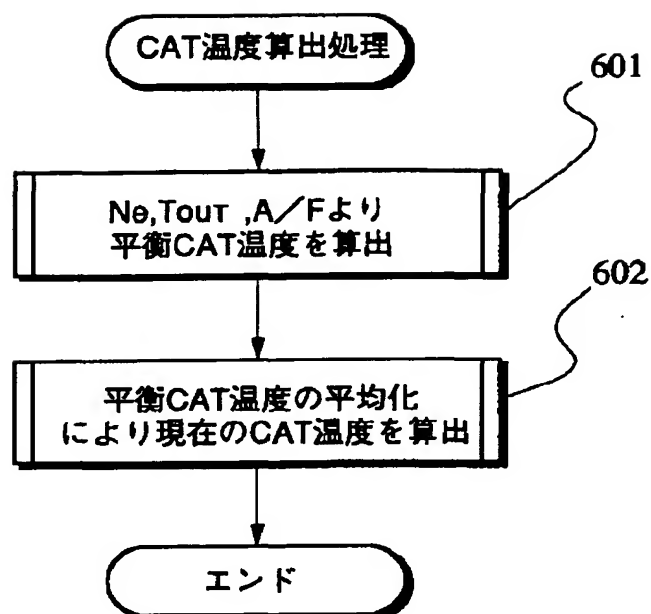 CAT温度算出処理
601
Ne,TOUT ,A／Fより
平衡CAT温度を算出
602
平衡CAT温度の平均化
により現在のCAT温度を算出
エンド